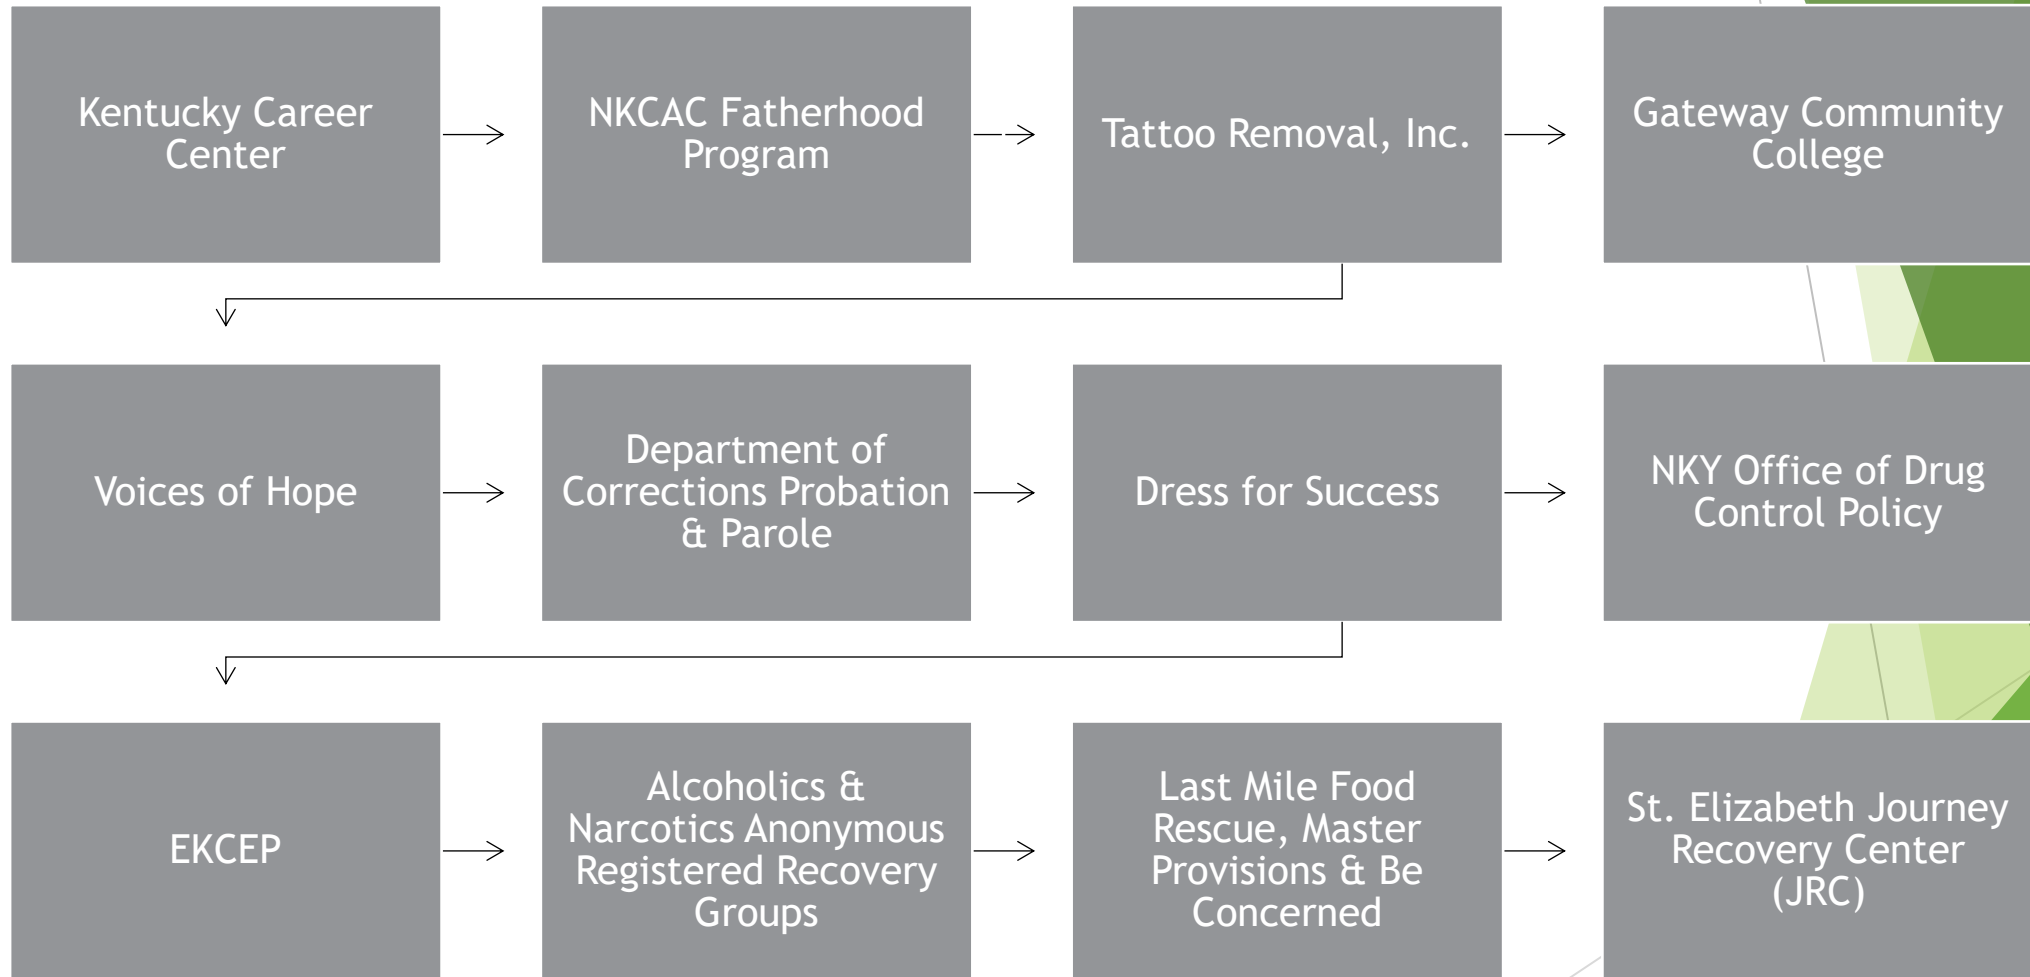 Kentucky Career
Center
NKCAC Fatherhood
Program
Tattoo Removal, Inc.
Gateway Community
College
Voices of Hope
Department of
Corrections Probation
& Parole
Dress for Success
NKY Office of Drug
Control Policy
EKCEP
Alcoholics &
Narcotics Anonymous
Registered Recovery
Groups
Last Mile Food
Rescue, Master
Provisions & Be
Concerned
St. Elizabeth Journey
Recovery Center
(JRC)